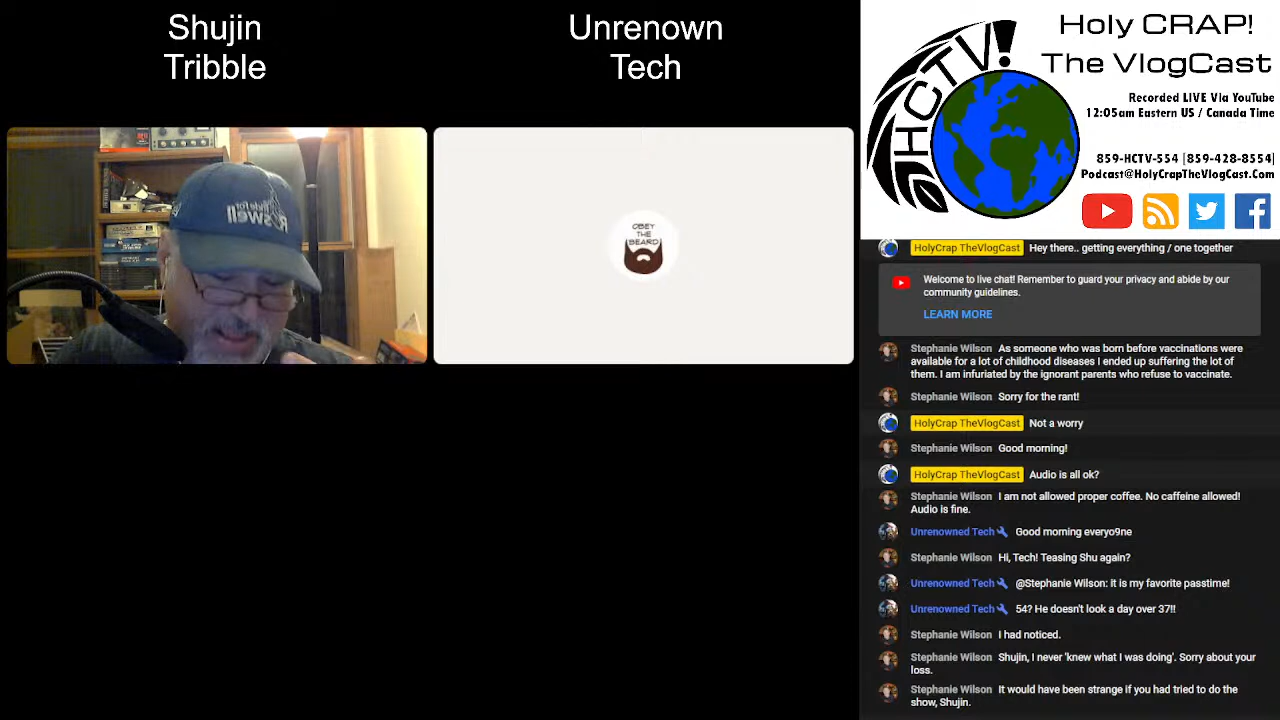 Shujin
Tribble
Unrenown
Tech
Roswell
OBEY
THE
BEARD
HCTV!
Holy CRAP!
The VlogCast
Recorded LIVE Via YouTube
12:05am Eastern US / Canada Time
859-HCTV-554 [859-428-8554]
Podcast@HolyCrapTheVlogCast.Com
HolyCrap TheVlogCast Hey there.. getting everything / one together
Welcome to live chat! Remember to guard your privacy and abide by our
community guidelines.
LEARN MORE
Stephanie Wilson As someone who was born before vaccinations were
available for a lot of childhood diseases I ended up suffering the lot of
them. I am infuriated by the ignorant parents who refuse to vaccinate.
Stephanie Wilson Sorry for the rant!
HolyCrap TheVlogCast Not a worry
Stephanie Wilson Good morning!
HolyCrap TheVlogCast Audio is all ok?
Stephanie Wilson I am not allowed proper coffee. No caffeine allowed!
Audio is fine.
Unrenowned Tech Good morning everyo9ne
Stephanie Wilson Hi, Tech! Teasing Shu again?
Unrenowned Tech @Stephanie Wilson: it is my favorite passtime!
Unrenowned Tech 54? He doesn't look a day over 37!!
Stephanie Wilson I had noticed.
Stephanie Wilson Shujin, I never 'knew what I was doing'. Sorry about your
loss.
Stephanie Wilson It would have been strange if you had tried to do the
show, Shujin.